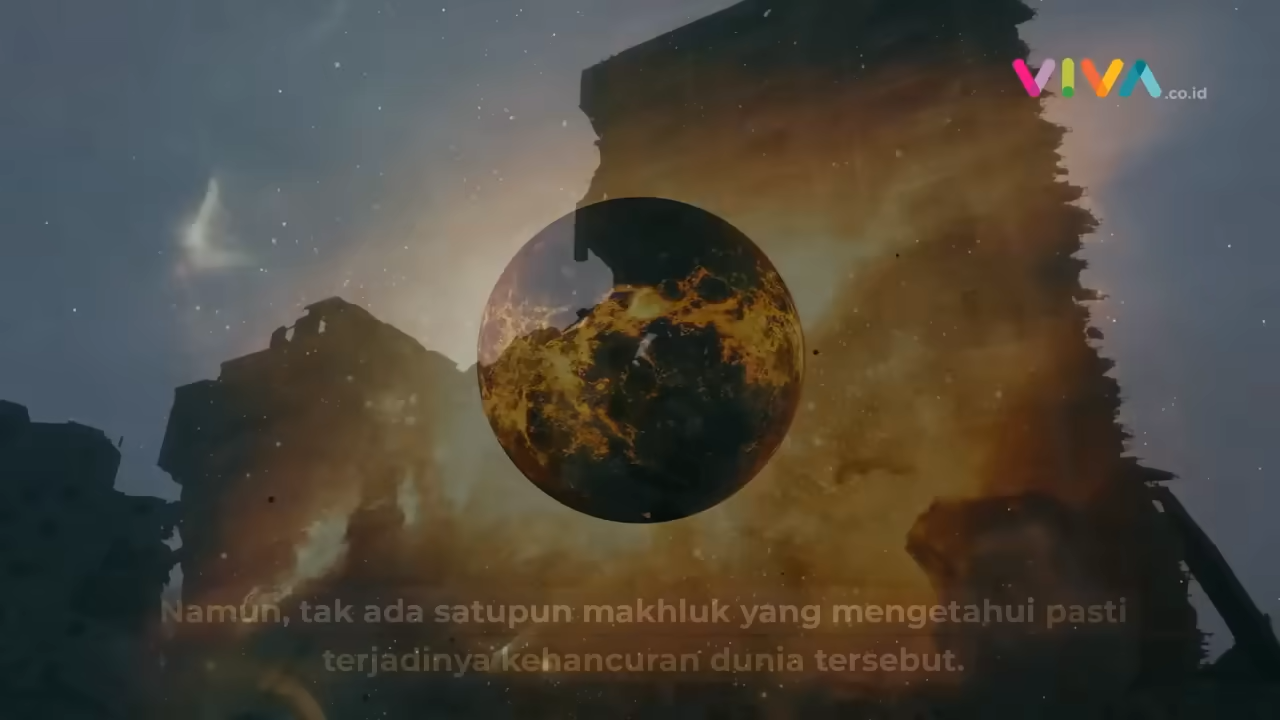 VIVA.co.id
Namun, tak ada satupun makhluk yang mengetahui pasti
terjadinya kehancuran dunia tersebut.